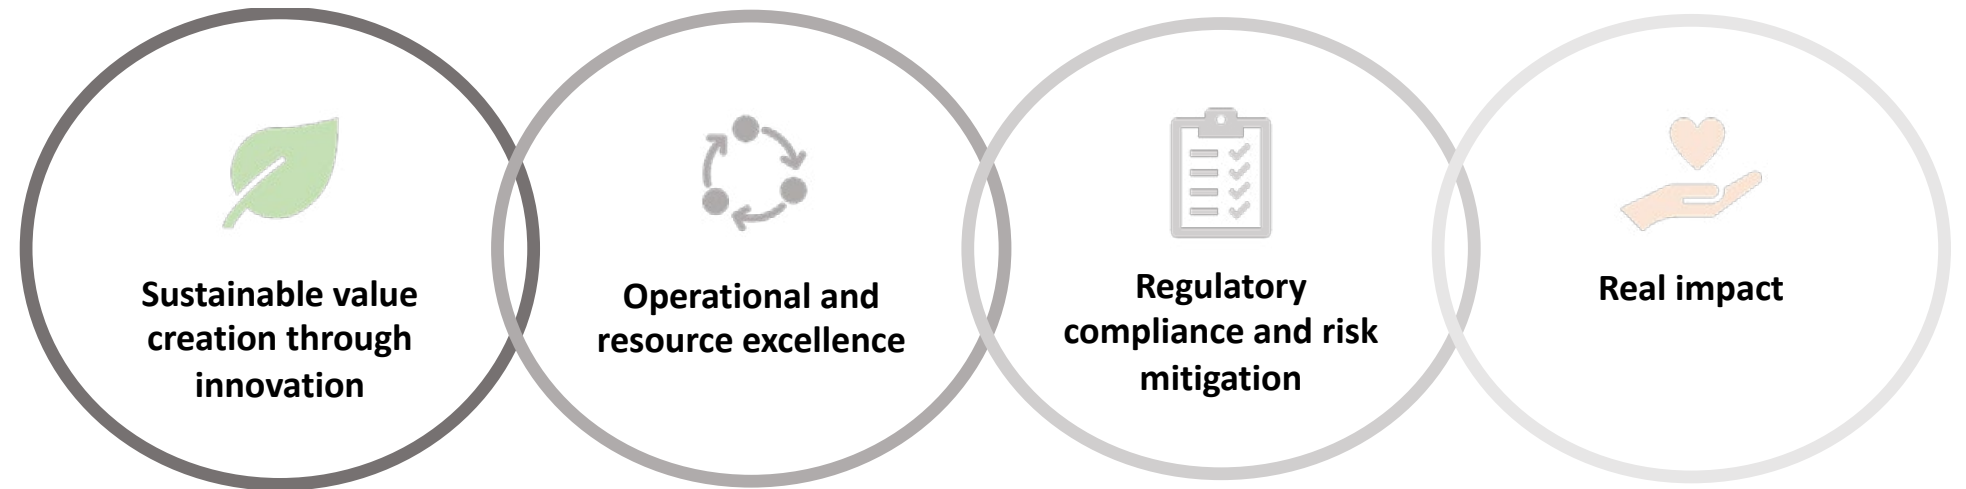 Sustainable value
creation through
innovation
Operational and
resource excellence
Regulatory
compliance and risk
mitigation
Real impact